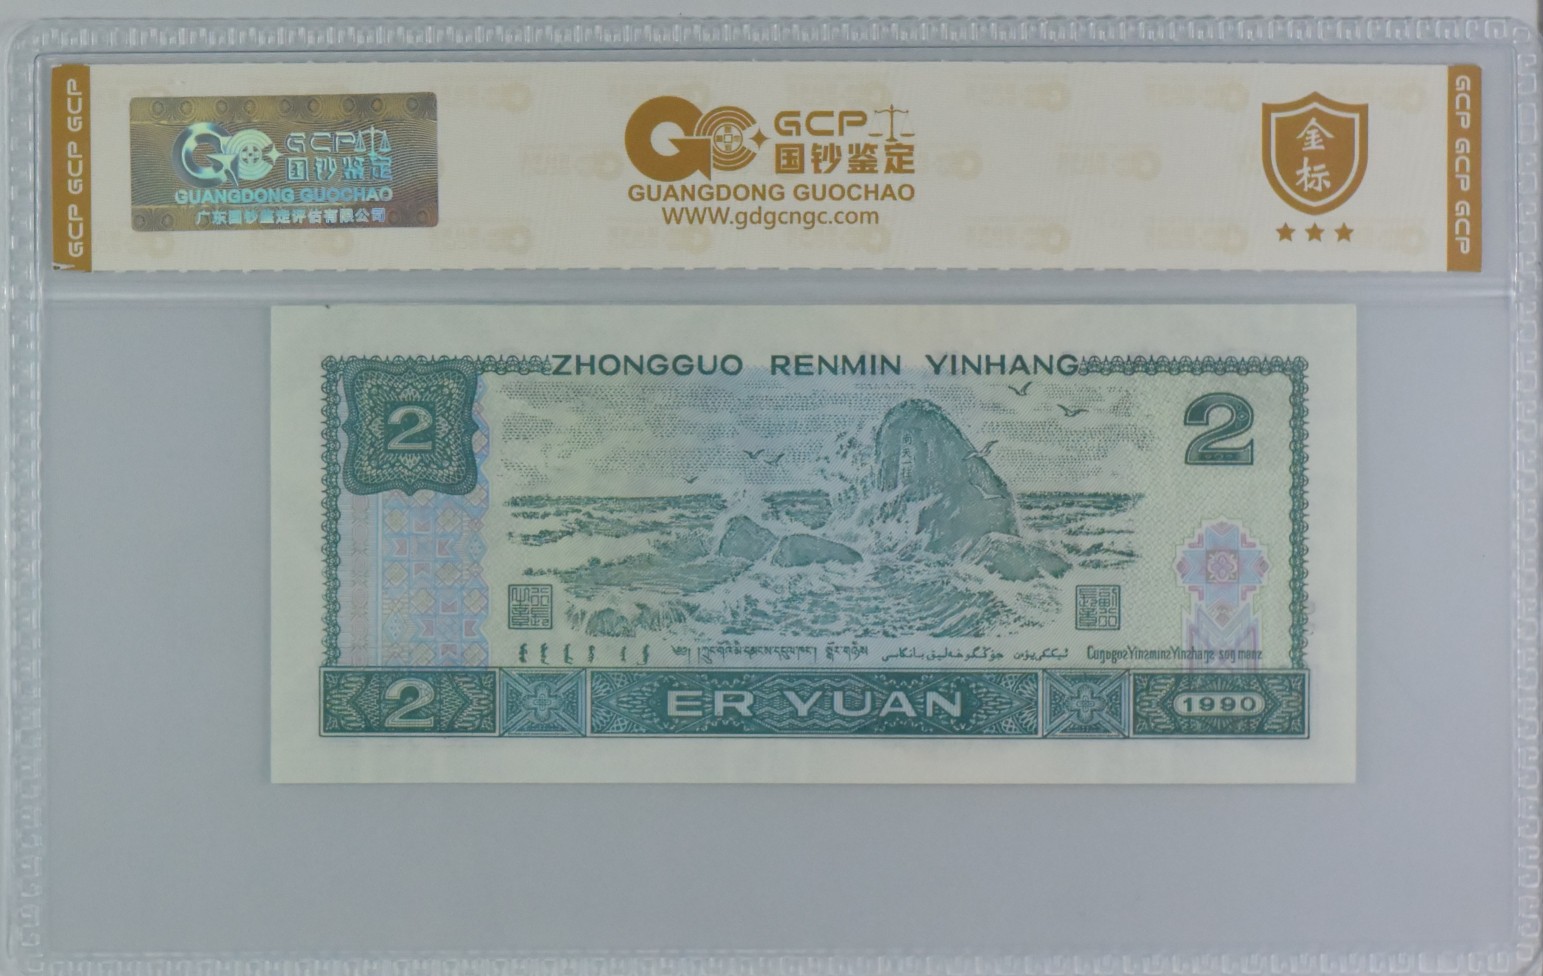 GCP GCP GCP
GCP
国钞鉴定
GUANGDONG GUOCHAO
广东国钞鉴定评估有限公司
GCP
国钞鉴定
GUANGDONG GUOCHAO
WWW.gdgcngc.com
金标
GCP GCP GCP
ZHONGGUO RENMIN YINHANG
2
2
2
ER YUAN
1990